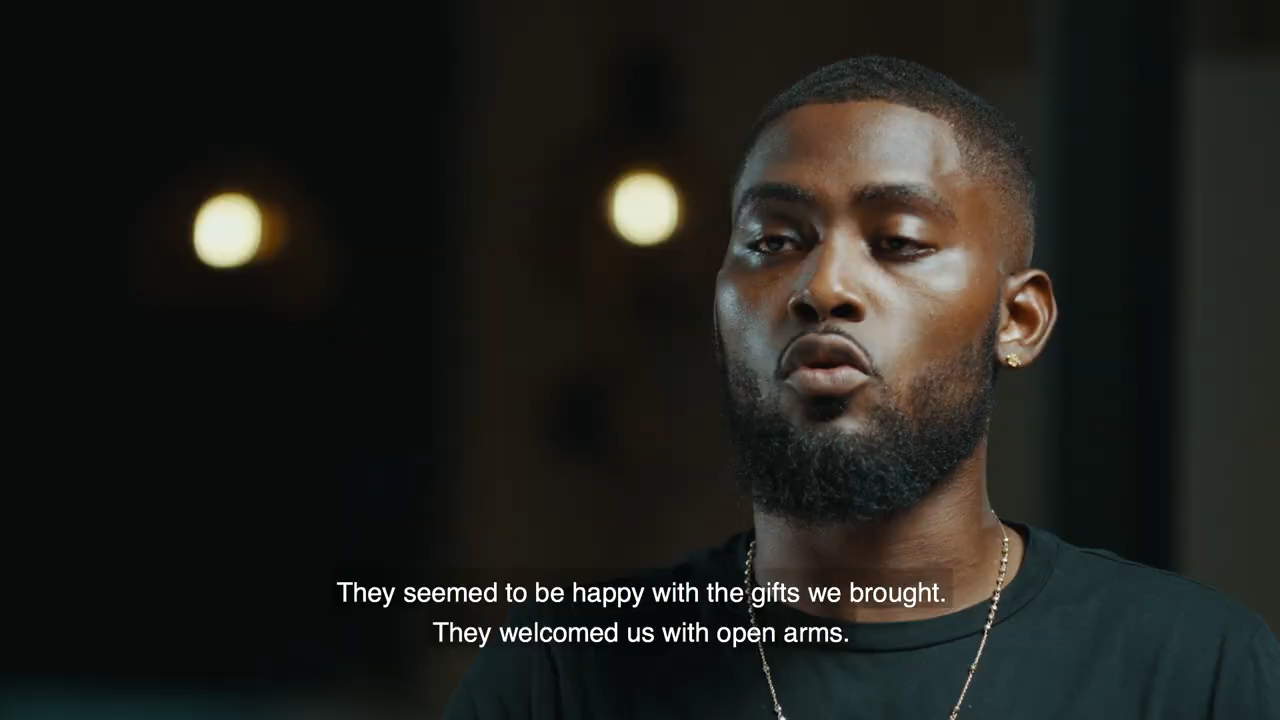 They seemed to be happy with the gifts we brought.
They welcomed us with open arms.